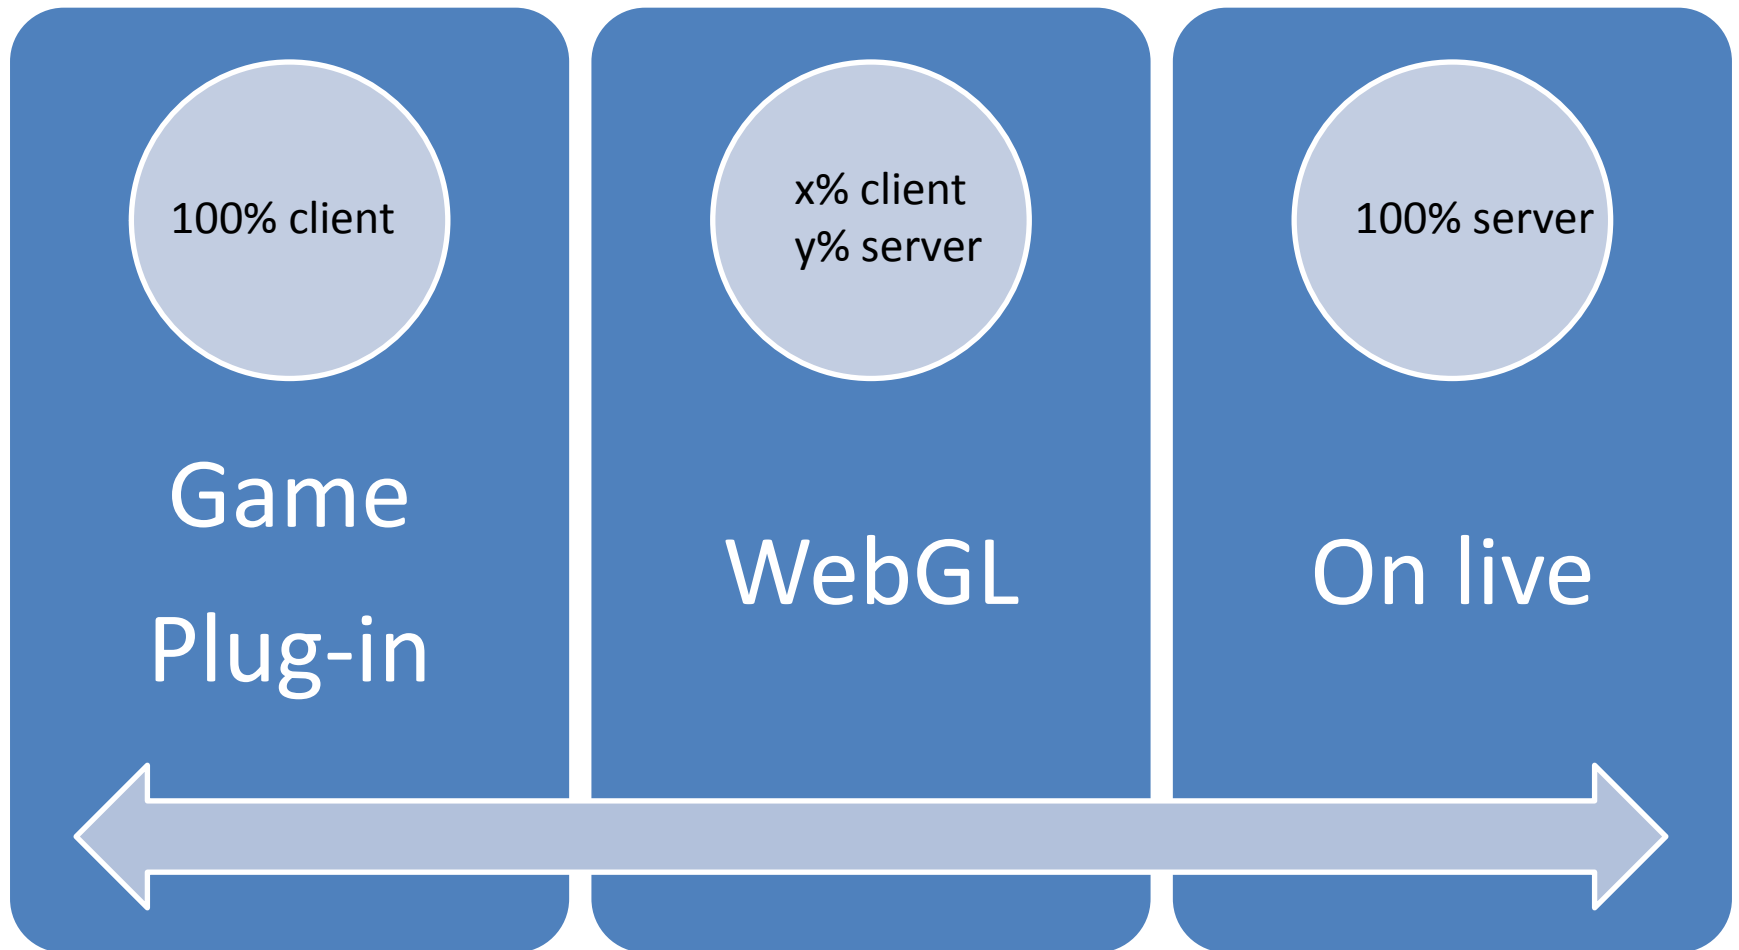 100% client
Game
Plug-in
x% client
y% server
WebGL
100% server
On live